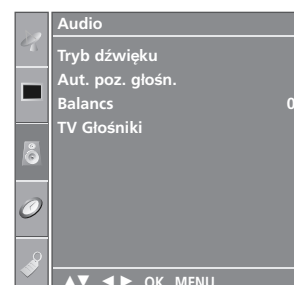 Audio
Tryb dźwięku
Aut. poz. głośn.
Balancs 0
TV Głośniki
▲▼ ◄► OK MENU